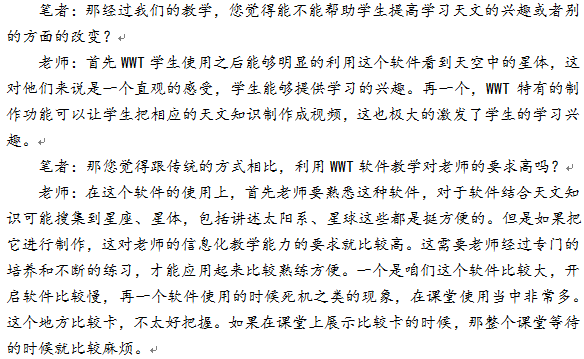 笔者：那经过我们的教学，您觉得能不能帮助学生提高学习天文的兴趣或者别
的方面的改变？
老师：首先 WWT 学生使用之后能够明显的利用这个软件看到天空中的星体，这
对他们来说是一个直观的感受，学生能够提供学习的兴趣。再一个，WWT 特有的制
作功能可以让学生把相应的天文知识制作成视频，这也极大的激发了学生的学习兴
趣。
笔者：那您觉得跟传统的方式相比，利用 WWT 软件教学对老师的要求高吗？
老师：在这个软件的使用上，首先老师要熟悉这种软件，对于软件结合天文知
识可能搜集到星座、星体，包括讲述太阳系、星球这些都是挺方便的。但是如果把
它进行制作，这对老师的信息化教学能力的要求就比较高。这需要老师经过专门的
培养和不断的练习，才能应用起来比较熟练方便。一个是咱们这个软件比较大，开
启软件比较慢，再一个软件使用的时候死机之类的现象，在课堂使用当中非常多。
这个地方比较卡，不太好把握。如果在课堂上展示比较卡的时候，那整个课堂等待
的时候就比较麻烦。